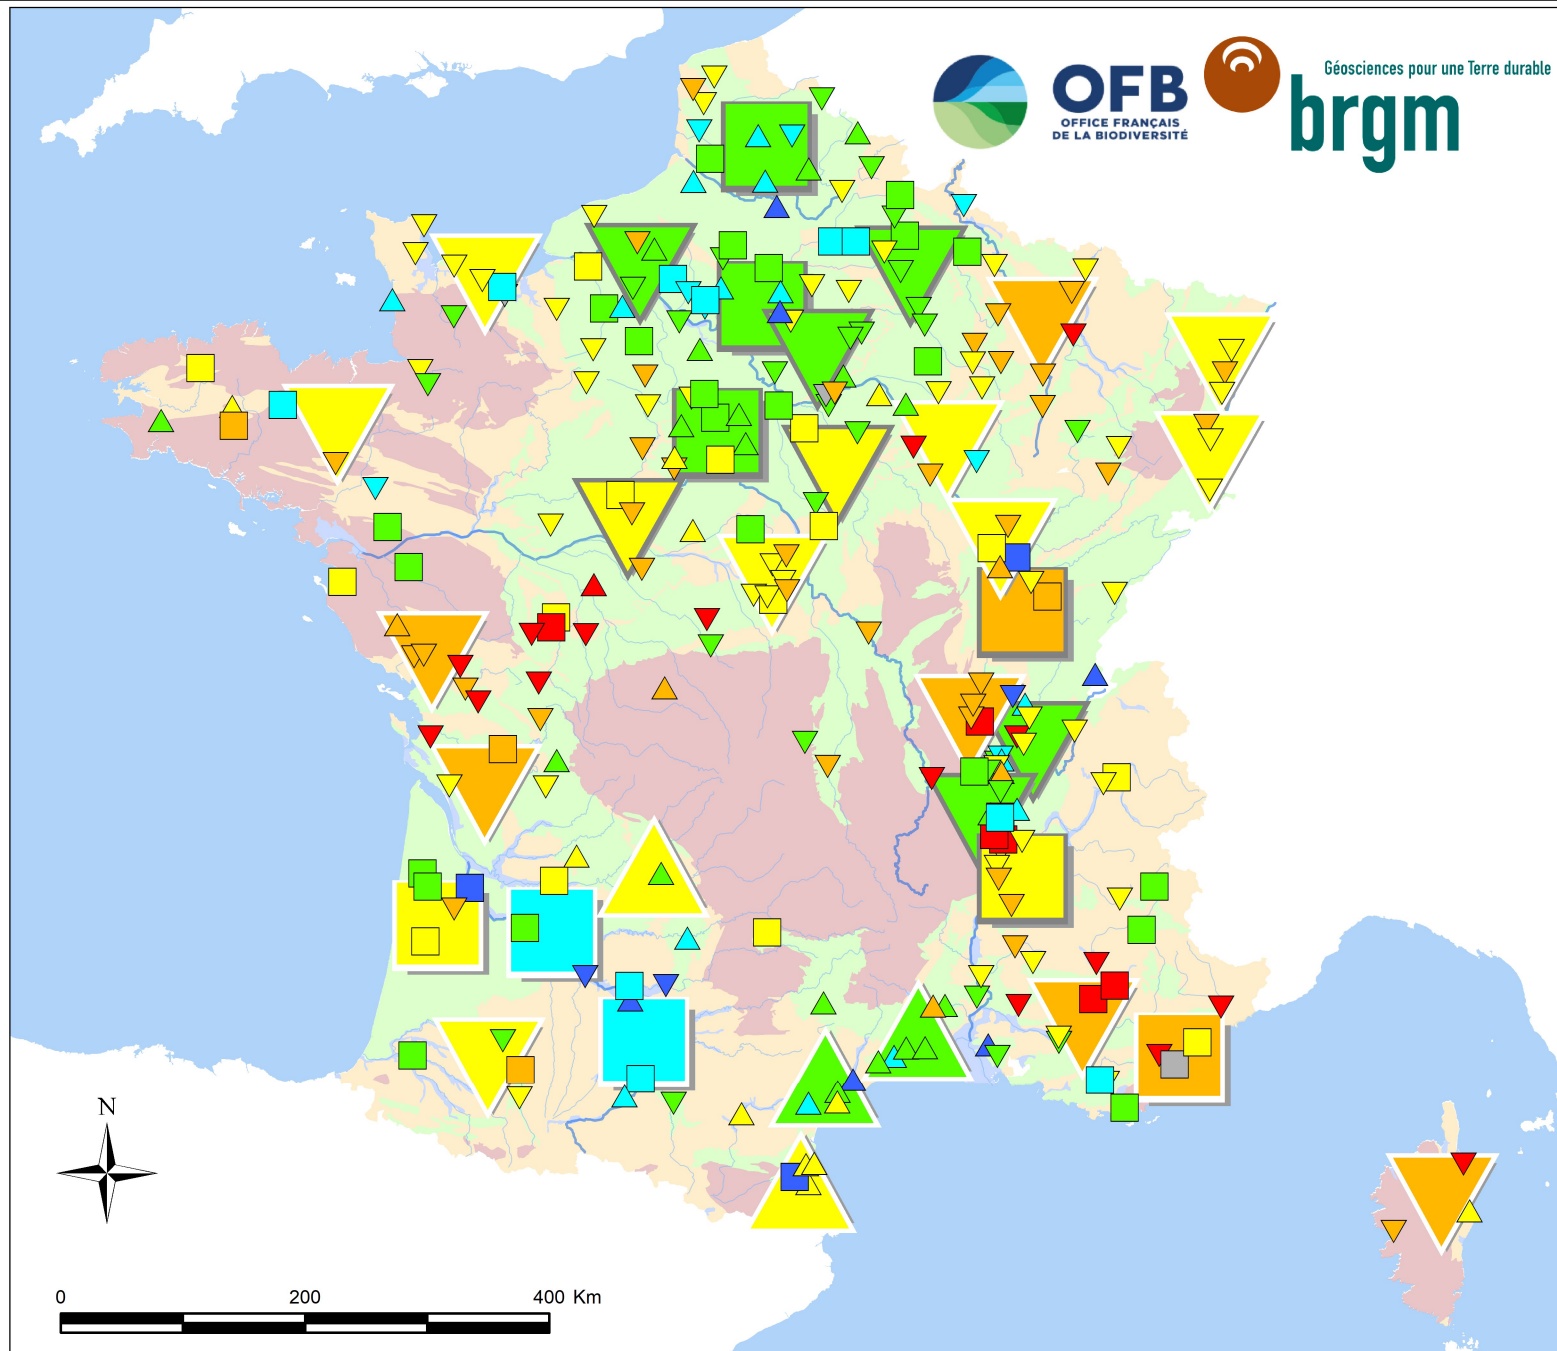 OFB
OFFICE FRANÇAIS
DE LA BIODIVERSITÉ
Géosciences pour une Terre durable
brgm
N
0 200 400 Km